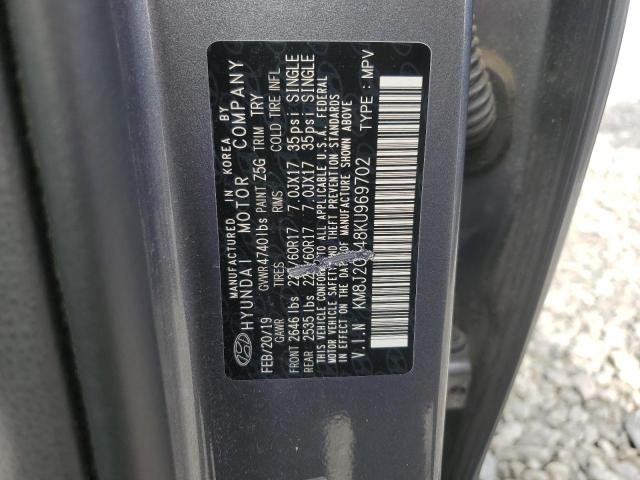 MANUFACTURED IN KOREA BY
HYUNDAI MOTOR COMPANY
FEB/20/19 GVWR 4740lbs PAINT Z5G TRIM TRY
GAWR TIRES RIMS COLD TIRE INF.
FRONT 2646 lbs /60R17 7.0JX17 35psi SINGLE
REAR 2535 lbs /60R17 7.0JX17 35psi SINGLE
THIS VEHICLE CONFORMS TO ALL APPLICABLE U.S.A. FEDERAL
MOTOR VEHICLE SAFETY AND THEFT PREVENTION STANDARDS
IN EFFECT ON THE DATE OF MANUFACTURE SHOWN ABOVE.
V.I.N : TYPE : MPV